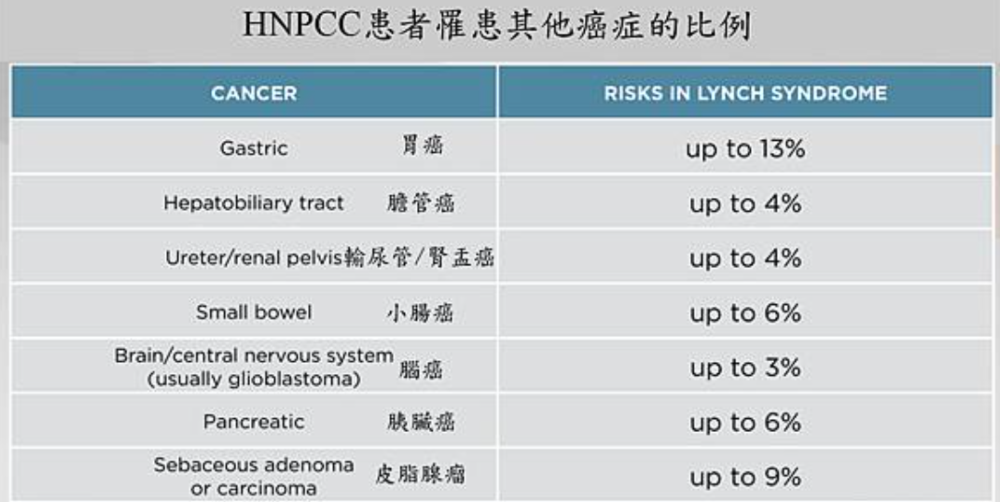 HNPCC患者罹患其他癌症的比例
CANCER RISKS IN LYNCH SYNDROME
Gastric 胃癌 up to 13%
Hepatobiliary tract 膽管癌 up to 4%
Ureter/renal pelvis輸尿管/腎盂癌 up to 4%
Small bowel 小腸癌 up to 6%
Brain/central nervous system
(usually glioblastoma) 腦癌 up to 3%
Pancreatic 胰臟癌 up to 6%
Sebaceous adenoma
or carcinoma 皮脂腺瘤 up to 9%